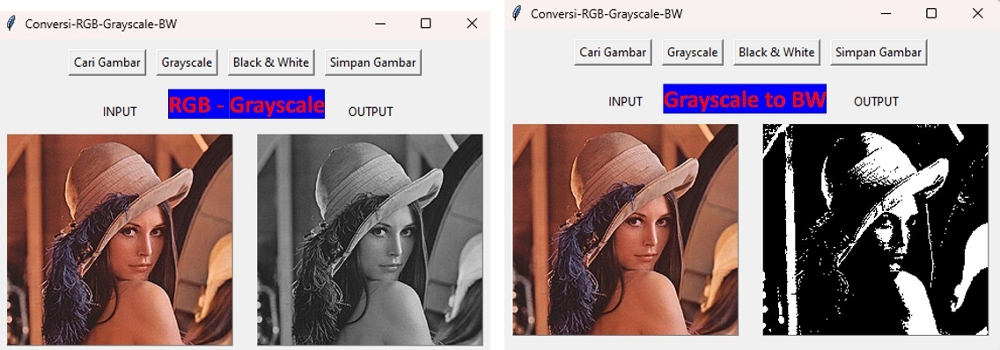 Conversi-RGB-Grayscale-BW
Cari Gambar Grayscale Black & White Simpan Gambar
INPUT RGB - Grayscale OUTPUT
Conversi-RGB-Grayscale-BW
Cari Gambar Grayscale Black & White Simpan Gambar
INPUT Grayscale to BW OUTPUT